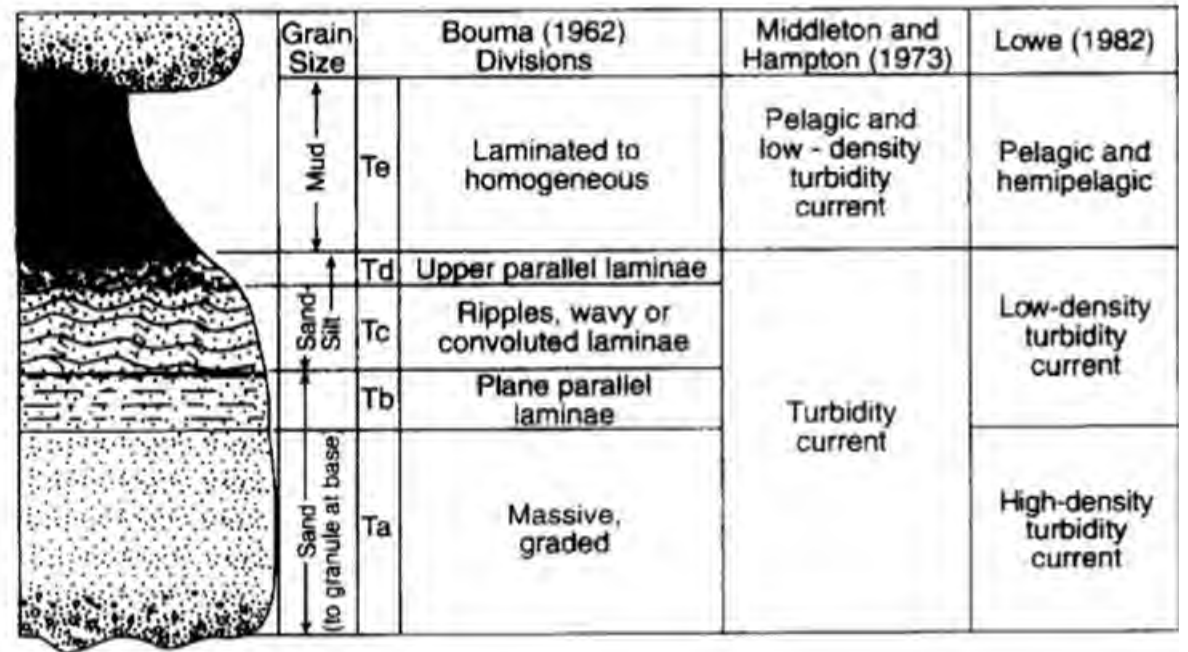 Grain
Size
Bouma (1962)
Divisions
Middleton and
Hampton (1973)
Lowe (1982)
Mud
Te
Laminated to
homogeneous
Pelagic and
low - density
turbidity
current
Pelagic and
hemipelagic
Sand-
Silt
Td
Upper parallel laminae
Tc
Ripples, wavy or
convoluted laminae
Low-density
turbidity
current
Tb
Plane parallel
laminae
Turbidity
current
Sand
(to granule at base)
Ta
Massive,
graded
High-density
turbidity
current